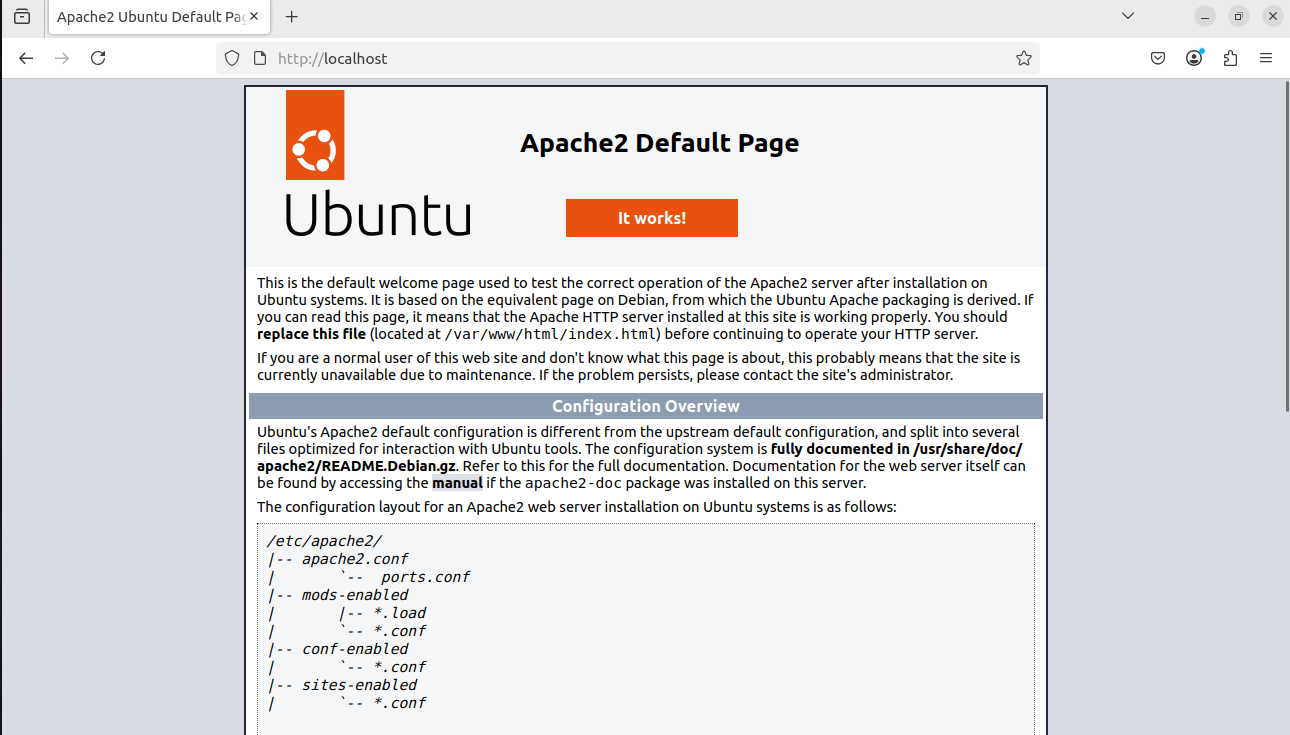 Apache2 Ubuntu Default Pa
http://localhost
Apache2 Default Page
Ubuntu
It works!
This is the default welcome page used to test the correct operation of the Apache2 server after installation on
Ubuntu systems. It is based on the equivalent page on Debian, from which the Ubuntu Apache packaging is derived. If
you can read this page, it means that the Apache HTTP server installed at this site is working properly. You should
replace this file (located at /var/www/html/index.html) before continuing to operate your HTTP server.
If you are a normal user of this web site and don't know what this page is about, this probably means that the site is
currently unavailable due to maintenance. If the problem persists, please contact the site's administrator.
Configuration Overview
Ubuntu's Apache2 default configuration is different from the upstream default configuration, and split into several
files optimized for interaction with Ubuntu tools. The configuration system is fully documented in /usr/share/doc/
apache2/README.Debian.gz. Refer to this for the full documentation. Documentation for the web server itself can
be found by accessing the manual if the apache2-doc package was installed on this server.
The configuration layout for an Apache2 web server installation on Ubuntu systems is as follows:
/etc/apache2/
|-- apache2.conf
|       `--  ports.conf
|-- mods-enabled
|       |-- *.load
|       `-- *.conf
|-- conf-enabled
|       `-- *.conf
|-- sites-enabled
|       `-- *.conf